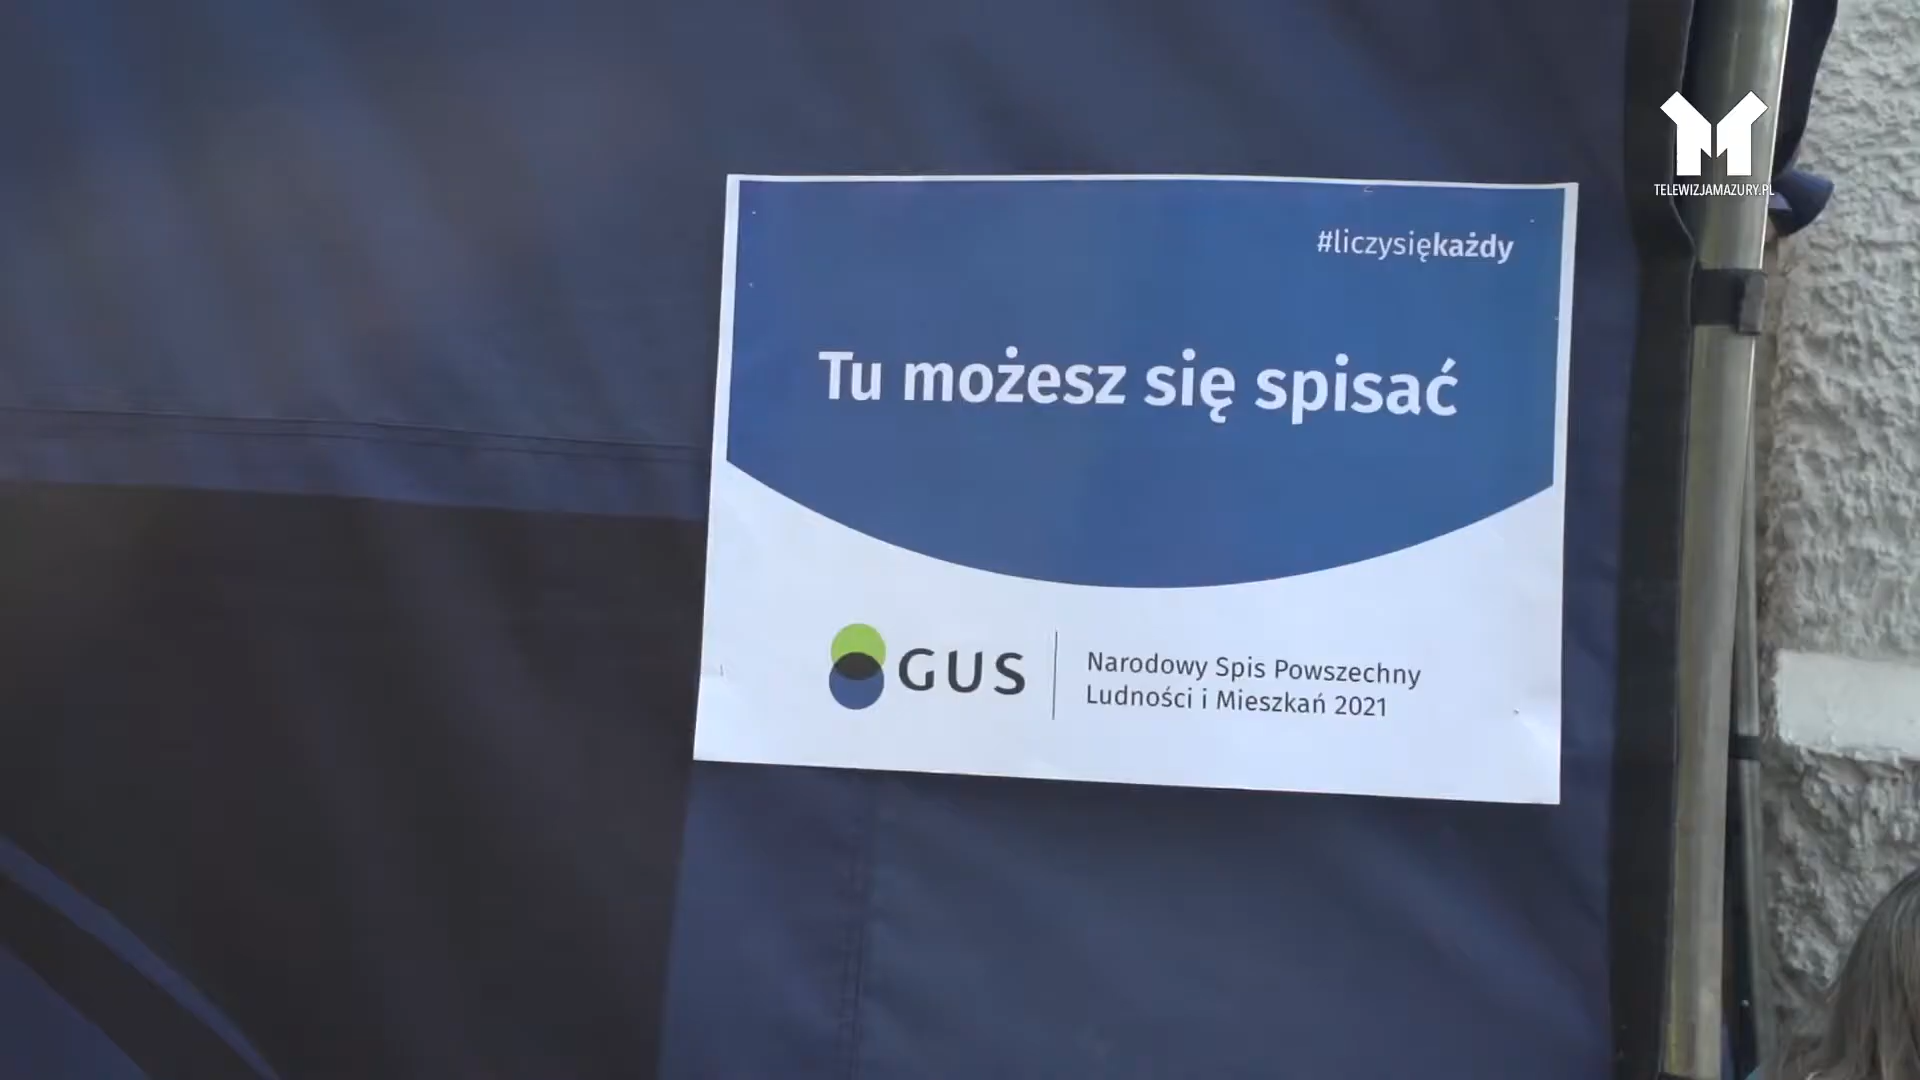 TELEWIZJAMAZURY.PL
#liczysiękażdy
Tu możesz się spisać
GUS
Narodowy Spis Powszechny
Ludności i Mieszkań 2021